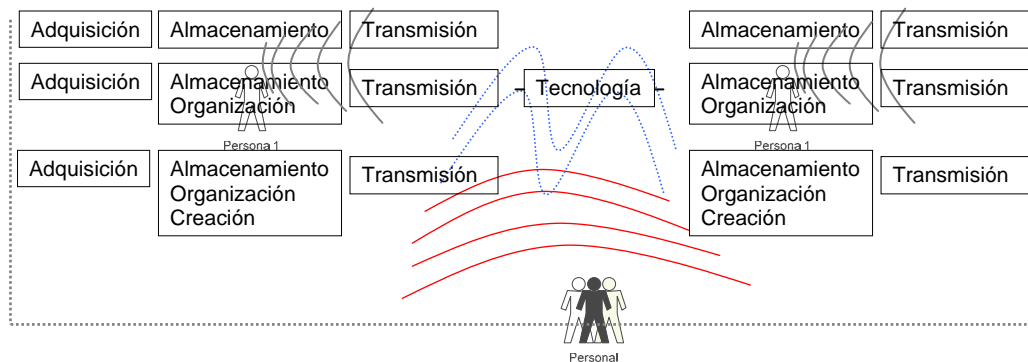 Adquisición Almacenamiento Transmisión Almacenamiento Transmisión
Adquisición Almacenamiento Transmisión Tecnología Almacenamiento Transmisión
Organización Organización
Persona 1 Persona 1
Adquisición Almacenamiento Transmisión Almacenamiento Transmisión
Organización Organización
Creación Creación
Personal